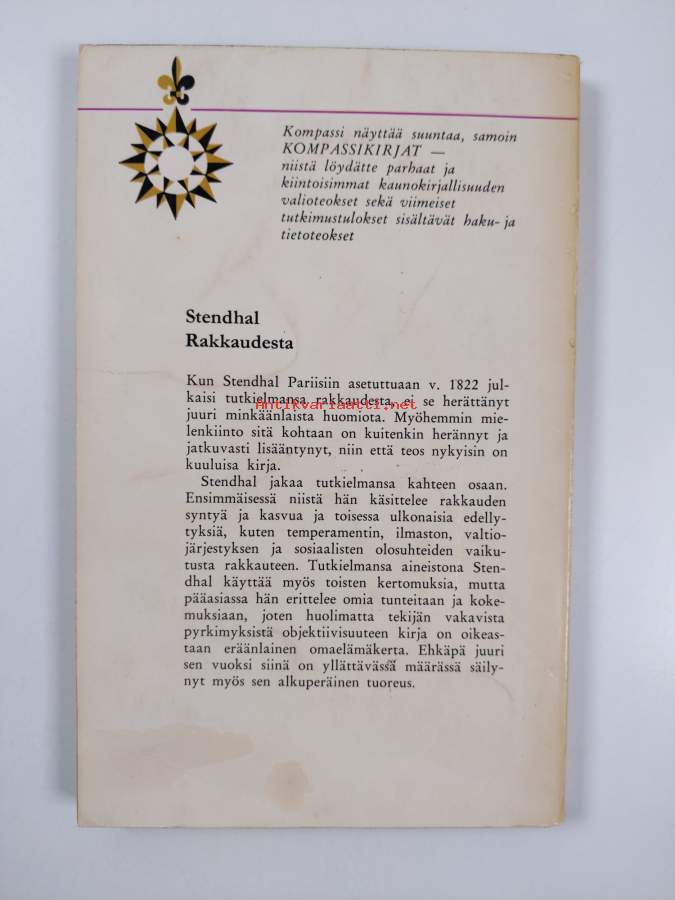 Kompassi näyttää suuntaa, samoin
KOMPASSIKIRJAT —
niistä löydätte parhaat ja
kiintoisimmat kaunokirjallisuuden
valioteokset sekä viimeiset
tutkimustulokset sisältävät haku- ja
tietoteokset
Stendhal
Rakkaudesta
Kun Stendhal Pariisiin asetuttuaan v. 1822 jul-
kaisi tutkielmansa rakkaudesta, ei se herättänyt
Antikvariaatti.net
juuri minkäänlaista huomiota. Myöhemmin mie-
lenkiinto sitä kohtaan on kuitenkin herännyt ja
jatkuvasti lisääntynyt, niin että teos nykyisin on
kuuluisa kirja.
Stendhal jakaa tutkielmansa kahteen osaan.
Ensimmäisessä niistä hän käsittelee rakkauden
syntyä ja kasvua ja toisessa ulkonaisia edelly-
tyksiä, kuten temperamentin, ilmaston, valtio-
järjestyksen ja sosiaalisten olosuhteiden vaiku-
tusta rakkauteen. Tutkielmansa aineistona Sten-
dhal käyttää myös toisten kertomuksia, mutta
pääasiassa hän erittelee omia tunteitaan ja koke-
muksiaan, joten huolimatta tekijän vakavista
pyrkimyksistä objektiivisuuteen kirja on oikeas-
taan eräänlainen omaelämäkerta. Ehkäpä juuri
sen vuoksi siinä on yllättävässä määrässä säily-
nyt myös sen alkuperäinen tuoreus.